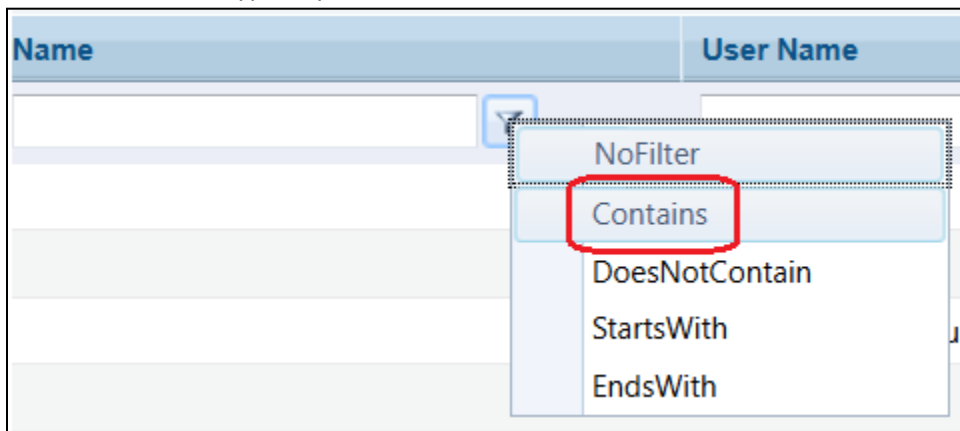 Name User Name
NoFilter
Contains
DoesNotContain
StartsWith
EndsWith